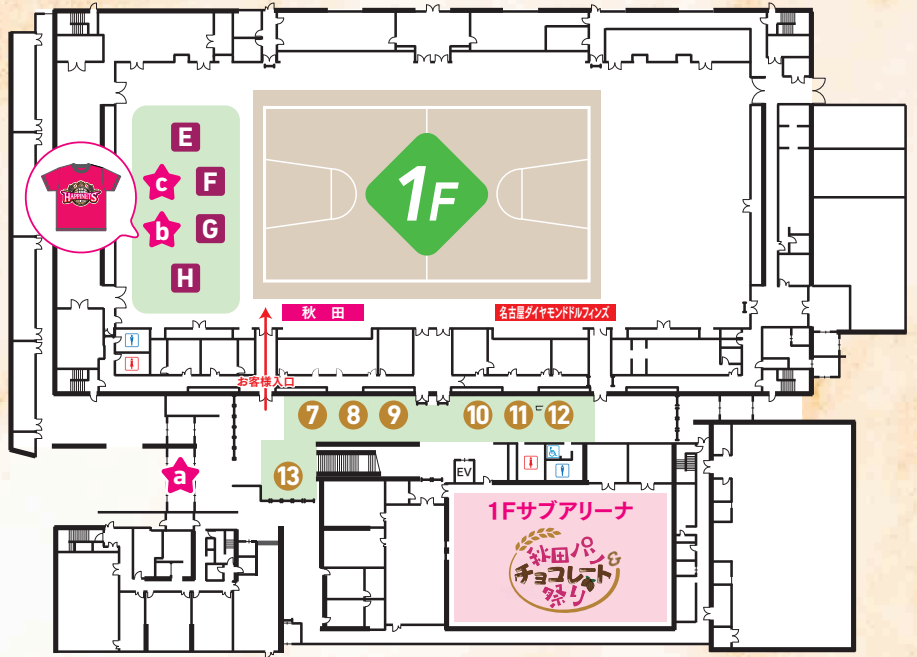 E
c
F
HAPPINETS
b
G
H
1F
秋田
名古屋ダイヤモンドドルフィンズ
お客様入口
7
8
9
10
11
12
13
a
EV
1Fサブアリーナ
秋田パン&
チョコレート
祭り